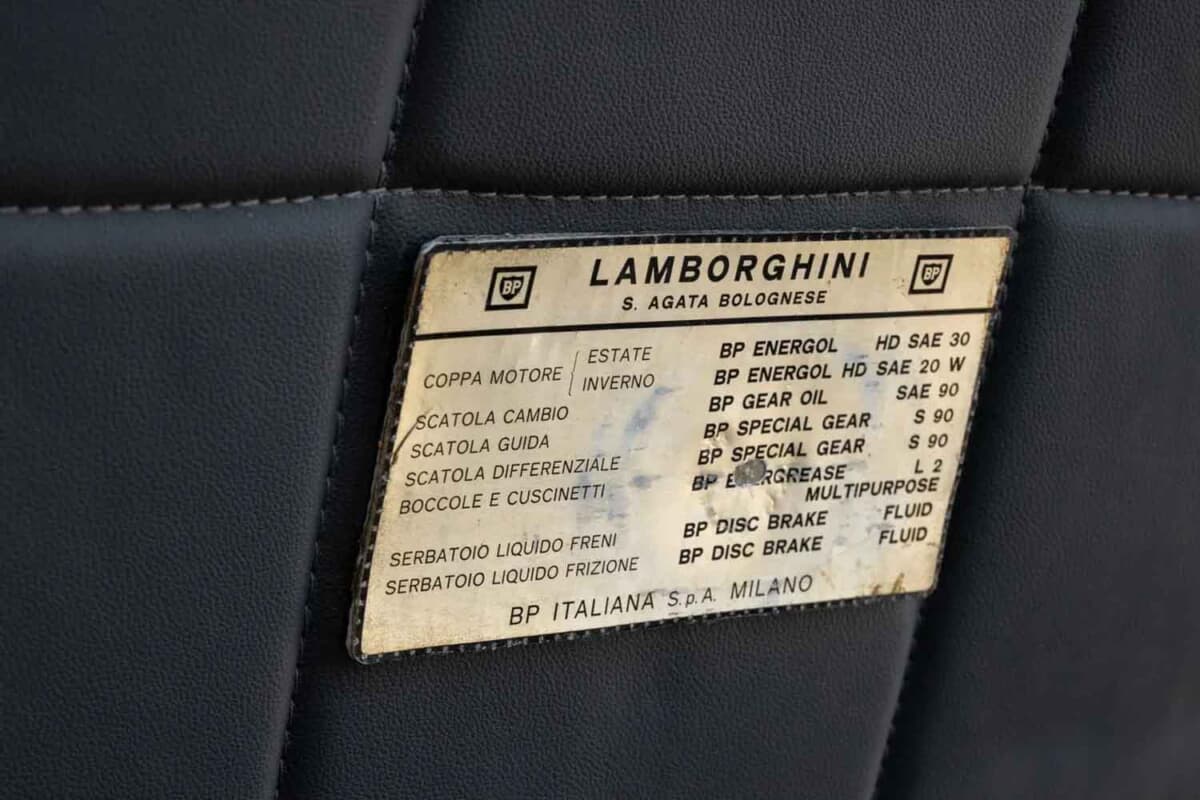 BP LAMBORGHINI BP
S. AGATA BOLOGNESE
COPPA MOTORE ESTATE BP ENERGOL HD SAE 30
INVERNO BP ENERGOL HD SAE 20 W
SCATOLA CAMBIO BP GEAR OIL SAE 90
SCATOLA GUIDA BP SPECIAL GEAR S 90
SCATOLA DIFFERENZIALE BP SPECIAL GEAR S 90
BOCCOLE E CUSCINETTI BP ENERGREASE L 2
MULTIPURPOSE
SERBATOIO LIQUIDO FRENI BP DISC BRAKE FLUID
SERBATOIO LIQUIDO FRIZIONE BP DISC BRAKE FLUID
BP ITALIANA S.p.A. MILANO